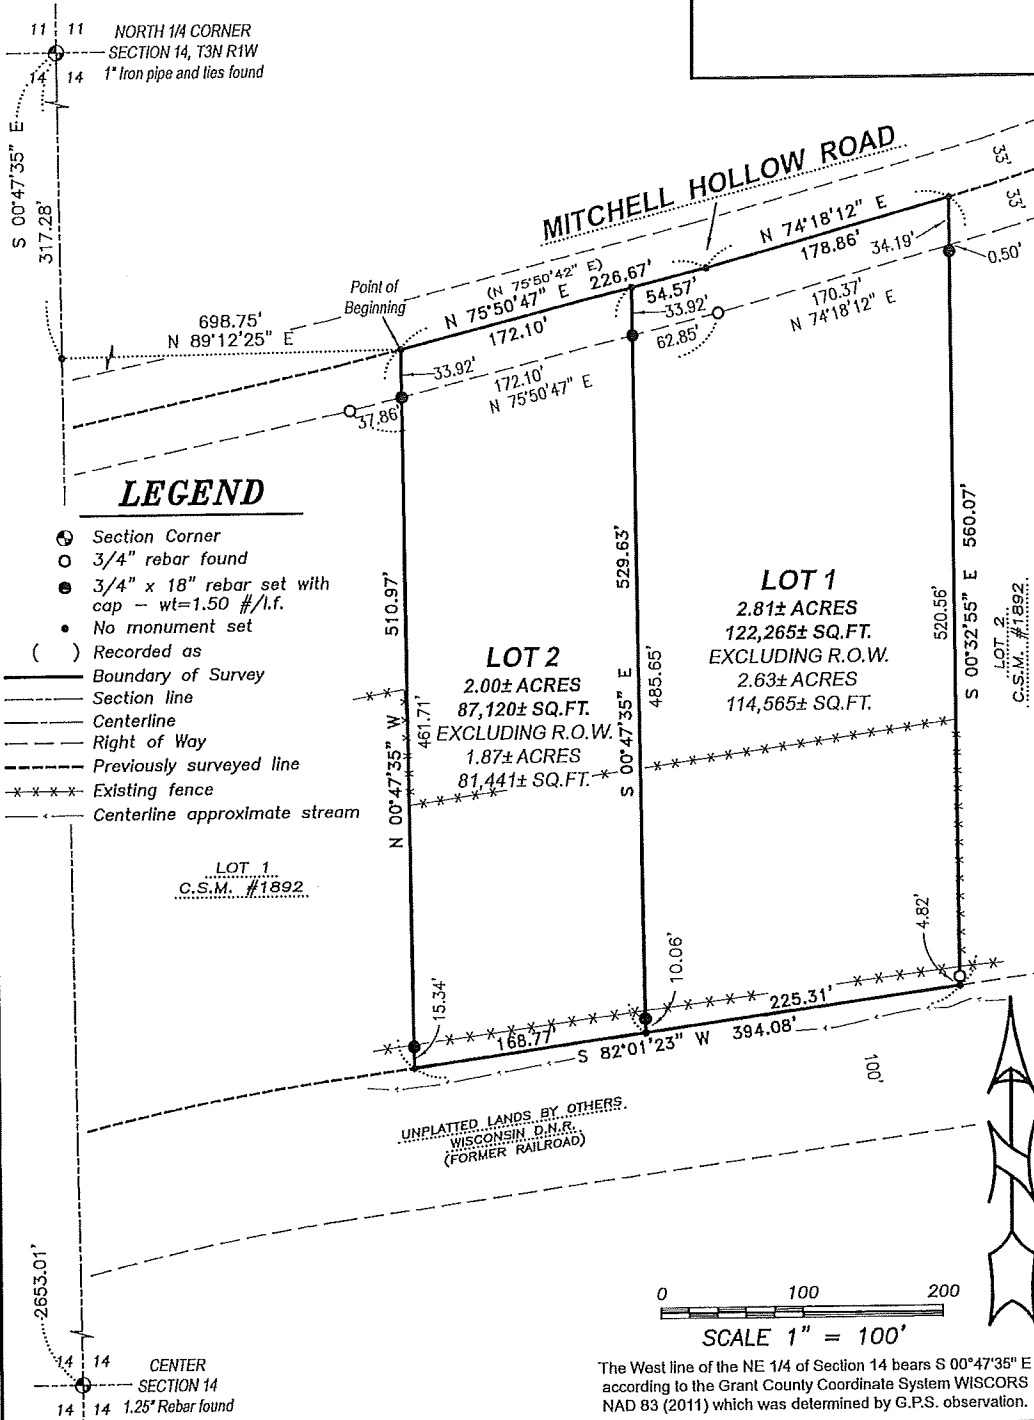 11 11
NORTH 1/4 CORNER
SECTION 14, T3N R1W
1" Iron pipe and ties found
14 14
S 00°47'35" E
317.28'
MITCHELL HOLLOW ROAD
33'
33'
N 74°18'12" E
178.86'
34.19'
0.50'
(N 75°50'42" E)
N 75°50'47" E 226.67'
172.10'
54.57'
33.92'
62.85'
170.37'
N 74°18'12" E
Point of
Beginning
698.75'
N 89°12'25" E
33.92'
172.10'
N 75°50'47" E
37.86'
LEGEND
Section Corner
3/4" rebar found
3/4" x 18" rebar set with
cap - wt=1.50 #/l.f.
No monument set
( ) Recorded as
Boundary of Survey
Section line
Centerline
Right of Way
Previously surveyed line
Existing fence
Centerline approximate stream
N 00°47'35" W
510.97'
461.71'
LOT 2
2.00± ACRES
87,120± SQ.FT.
EXCLUDING R.O.W.
1.87± ACRES
81,441± SQ.FT.
S 00°47'35" E
529.63'
485.65'
LOT 1
2.81± ACRES
122,265± SQ.FT.
EXCLUDING R.O.W.
2.63± ACRES
114,565± SQ.FT.
S 00°32'55" E 560.07'
520.56'
LOT 2
C.S.M. #1892
LOT 1
C.S.M. #1892
15.34'
10.06'
4.82'
168.77'
225.31'
S 82°01'23" W 394.08'
100'
UNPLATTED LANDS BY OTHERS
WISCONSIN D.N.R.
(FORMER RAILROAD)
2653.01'
14 14
CENTER
SECTION 14
1.25" Rebar found
14 14
0 100 200
SCALE 1" = 100'
The West line of the NE 1/4 of Section 14 bears S 00°47'35" E
according to the Grant County Coordinate System WISCORS
NAD 83 (2011) which was determined by G.P.S. observation.